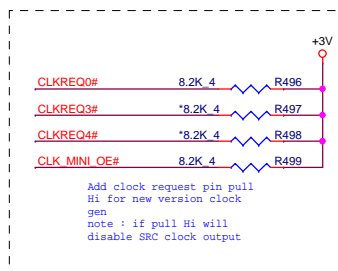 +3V
CLKREQ0# 8.2K_4 R496
CLKREQ3# *8.2K_4 R497
CLKREQ4# *8.2K_4 R498
CLK_MINI_OE# 8.2K_4 R499
Add clock request pin pull
Hi for new version clock
gen
note : if pull Hi will
disable SRC clock output